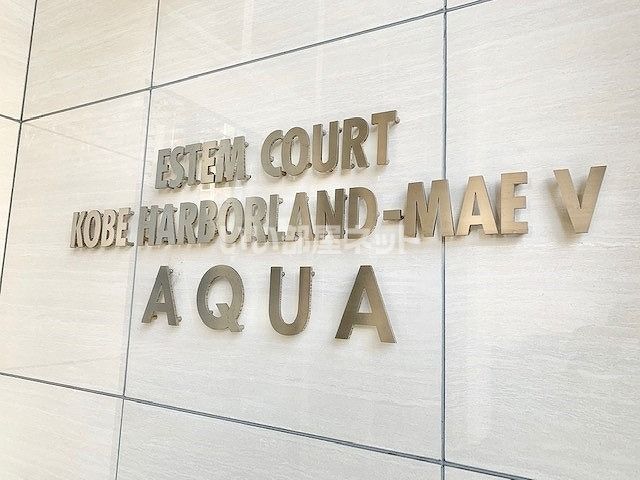 ESTEM COURT
KOBE HARBORLAND-MAE V
AQUA